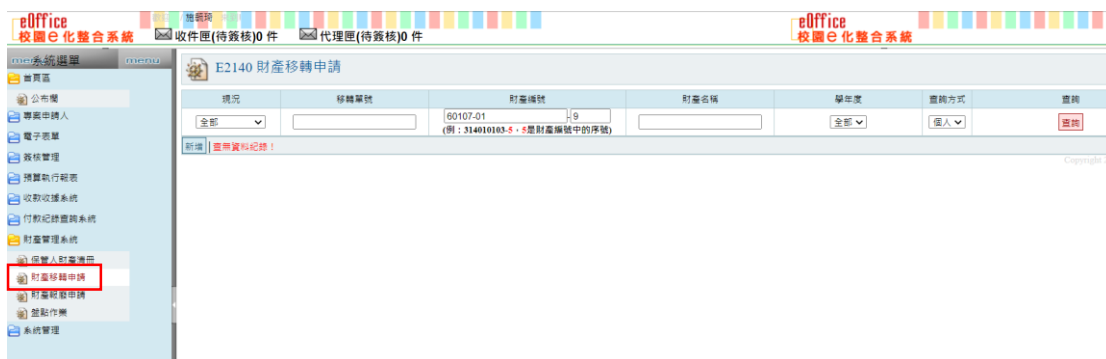 eOffice
校園e化整合系統
收件匣(待簽核)0 件
代理匣(待簽核)0 件
eOffice
校園e化整合系統
系統選單
menu
首頁區
公布欄
專案申請人
電子表單
簽核管理
預算執行報表
收款收據系統
付款紀錄查詢系統
財產管理系統
保管人財產清冊
財產移轉申請
財產報廢申請
盤點作業
系統管理
E2140 財產移轉申請
現況 移轉單號 財產編號 財產名稱 學年度 查詢方式 查詢
全部 60107-01 - 9 全部 個人 查詢
(例：314010103-5，5是財產編號中的序號)
新增 查無資料紀錄！
Copyright